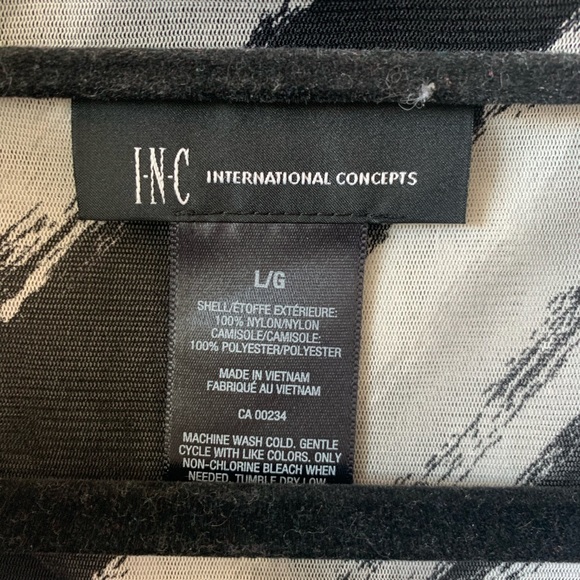 I·N·C INTERNATIONAL CONCEPTS
L/G
SHELL/ÉTOFFE EXTÉRIEURE:
100% NYLON/NYLON
CAMISOLE/CAMISOLE:
100% POLYESTER/POLYESTER
MADE IN VIETNAM
FABRIQUÉ AU VIETNAM
CA 00234
MACHINE WASH COLD. GENTLE
CYCLE WITH LIKE COLORS. ONLY
NON-CHLORINE BLEACH WHEN
NEEDED. TUMBLE DRY LOW